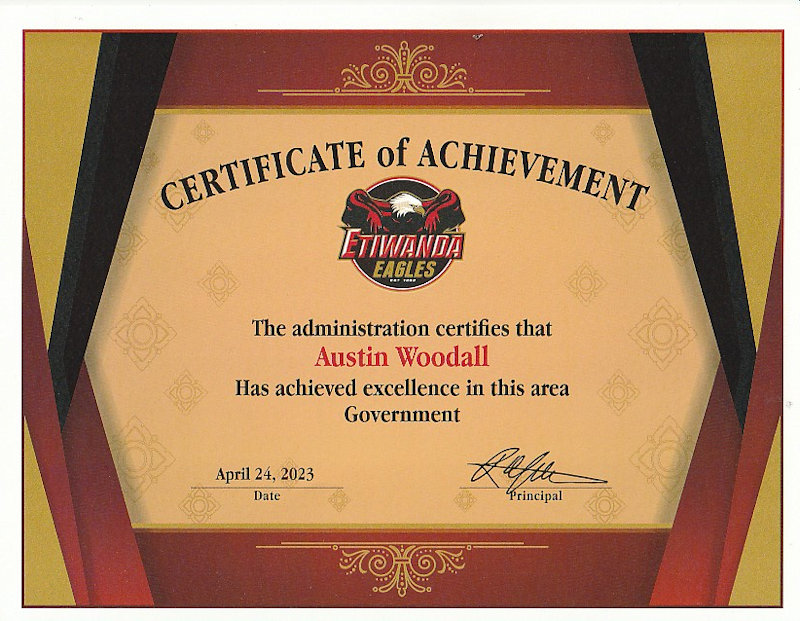 CERTIFICATE of ACHIEVEMENT
ETIWANDA
EAGLES
The administration certifies that
Austin Woodall
Has achieved excellence in this area
Government
April 24, 2023
Date
Principal